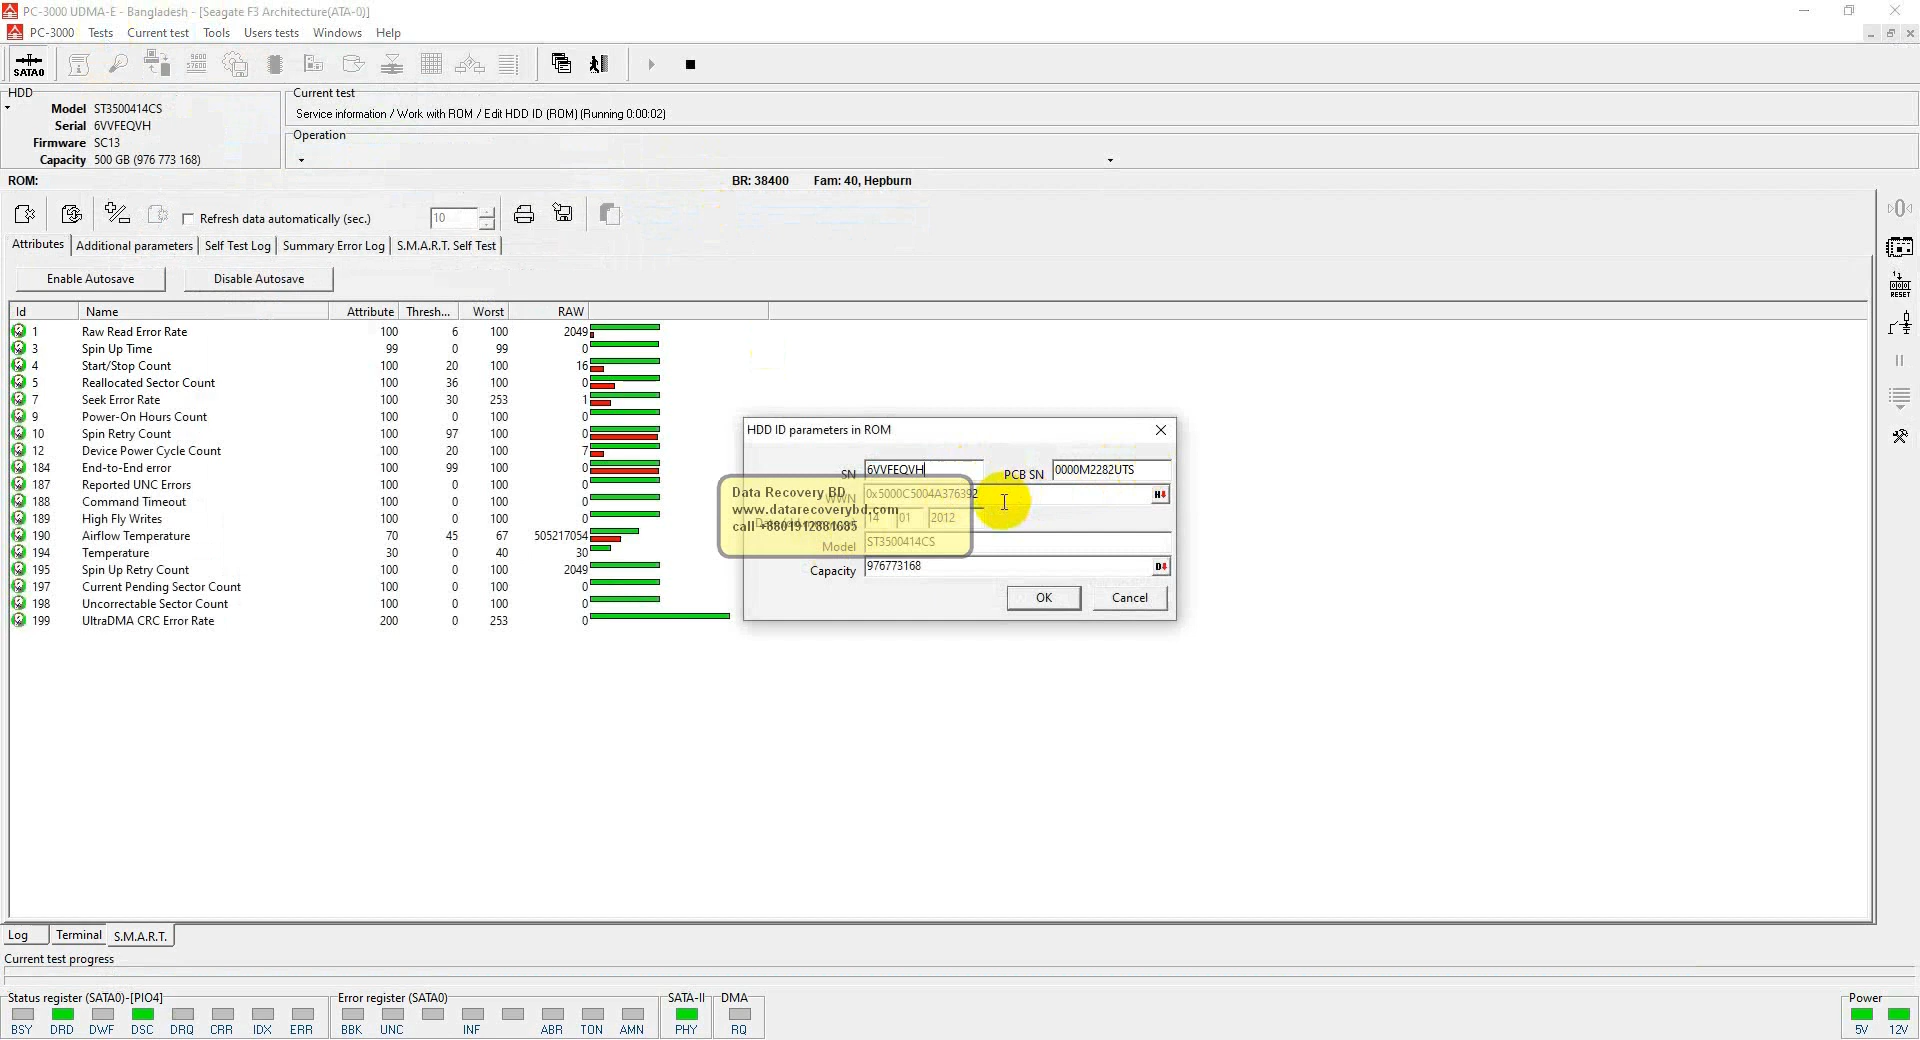 PC-3000 UDMA-E - Bangladesh - [Seagate F3 Architecture(ATA-0)]
PC-3000 Tests Current test Tools Users tests Windows Help
SATA0
HDD
Model ST3500414CS
Serial 6VVFEQVH
Firmware SC13
Capacity 500 GB (976 773 168)
Current test
Service information / Work with ROM / Edit HDD ID (ROM) (Running 0:00:02)
Operation
ROM: BR: 38400 Fam: 40, Hepburn
Refresh data automatically (sec.) 10
Attributes Additional parameters Self Test Log Summary Error Log S.M.A.R.T. Self Test
Enable Autosave Disable Autosave
Id Name Attribute Thresh... Worst RAW
1 Raw Read Error Rate 100 6 100 2049
3 Spin Up Time 99 0 99 0
4 Start/Stop Count 100 20 100 16
5 Reallocated Sector Count 100 36 100 0
7 Seek Error Rate 100 30 253 1
9 Power-On Hours Count 100 0 100 0
10 Spin Retry Count 100 97 100 0
12 Device Power Cycle Count 100 20 100 7
184 End-to-End error 100 99 100 0
187 Reported UNC Errors 100 0 100 0
188 Command Timeout 100 0 100 0
189 High Fly Writes 100 0 100 0
190 Airflow Temperature 70 45 67 505217054
194 Temperature 30 0 40 30
195 Spin Up Retry Count 100 0 100 2049
197 Current Pending Sector Count 100 0 100 0
198 Uncorrectable Sector Count 100 0 100 0
199 UltraDMA CRC Error Rate 200 0 253 0
HDD ID parameters in ROM
SN 6VVFEQVH PCB SN 0000M2282UTS
WWN 0x5000C5004A376392 H
14 01 2012
Model ST3500414CS
Capacity 976773168 D
OK Cancel
Data Recovery BD
www.datarecoverybd.com
call +8801912881685
RESET
Log Terminal S.M.A.R.T.
Current test progress
Status register (SATA0)-[PIO4] Error register (SATA0) SATA-II DMA Power
BSY DRD DWF DSC DRQ CRR IDX ERR BBK UNC INF ABR TON AMN PHY RQ 5V 12V